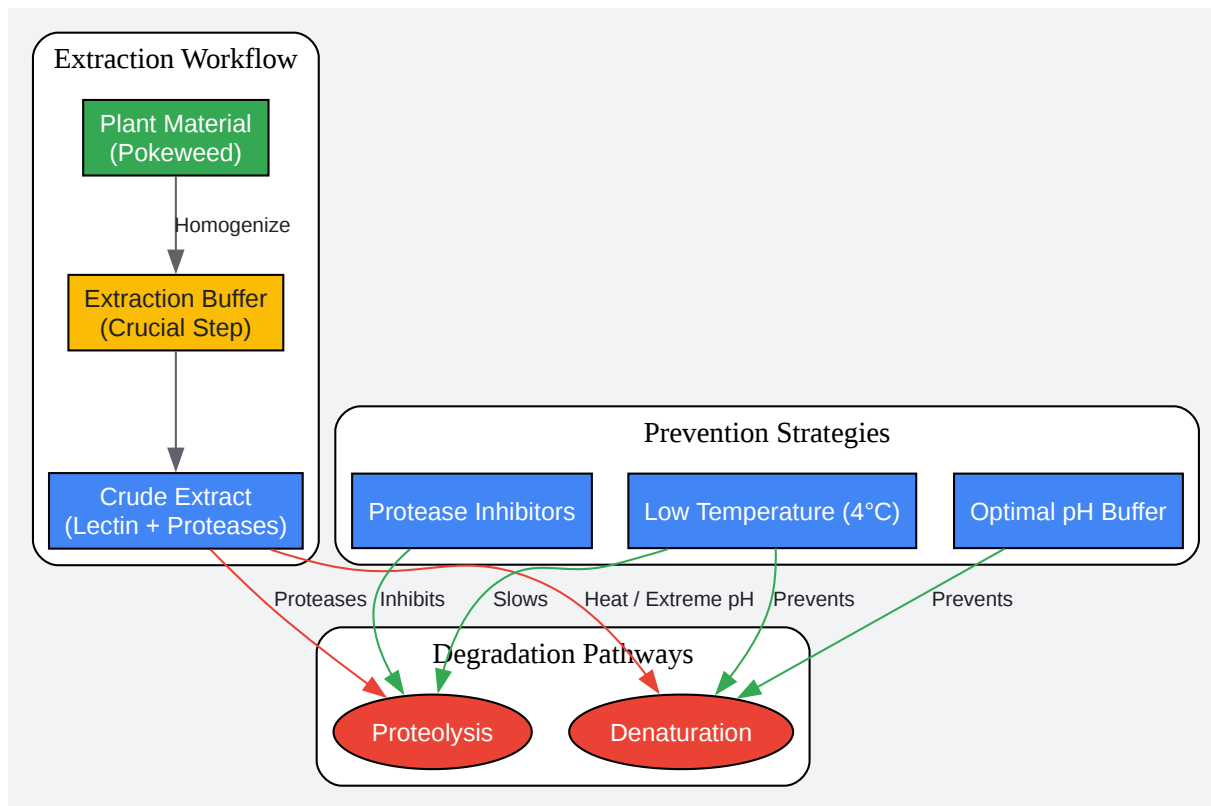 Extraction Workflow
Plant Material
(Pokeweed)
Homogenize
Extraction Buffer
(Crucial Step)
Crude Extract
(Lectin + Proteases)
Prevention Strategies
Protease Inhibitors
Low Temperature (4°C)
Optimal pH Buffer
Proteases
Inhibits
Slows
Heat / Extreme pH
Prevents
Prevents
Degradation Pathways
Proteolysis
Denaturation